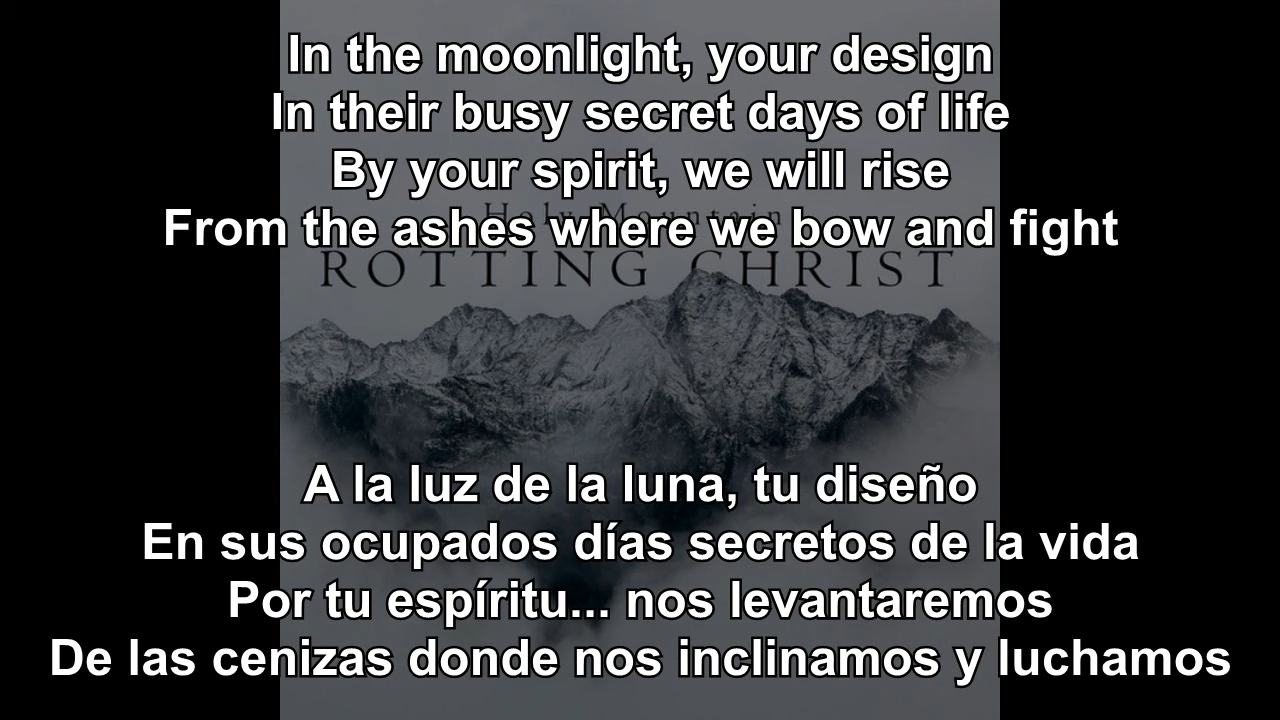 In the moonlight, your design
In their busy secret days of life
By your spirit, we will rise
Holy Mountain
From the ashes where we bow and fight
ROTTING CHRIST
A la luz de la luna, tu diseño
En sus ocupados días secretos de la vida
Por tu espíritu... nos levantaremos
De las cenizas donde nos inclinamos y luchamos